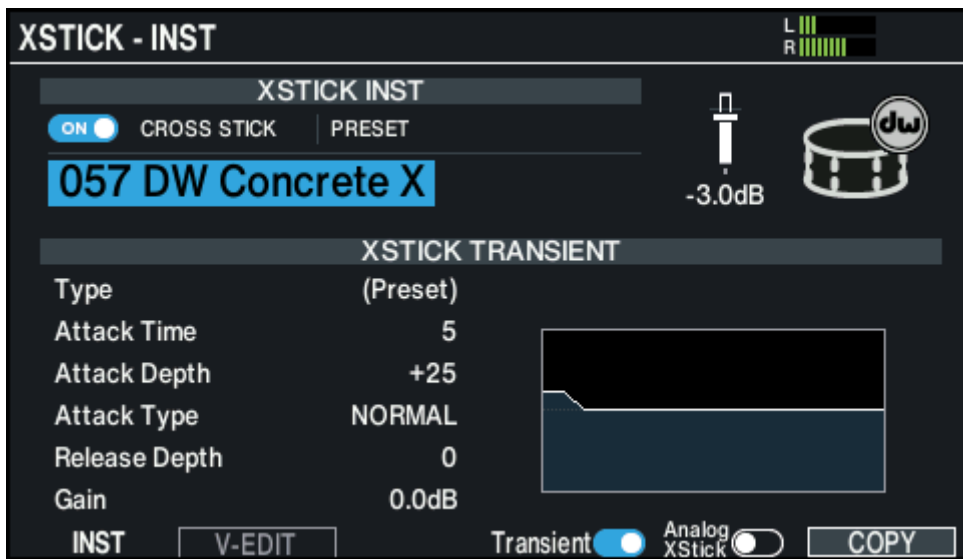 XSTICK - INST
L
R
XSTICK INST
ON CROSS STICK PRESET
057 DW Concrete X
-3.0dB
dw
XSTICK TRANSIENT
Type (Preset)
Attack Time 5
Attack Depth +25
Attack Type NORMAL
Release Depth 0
Gain 0.0dB
INST V-EDIT Transient Analog XStick COPY